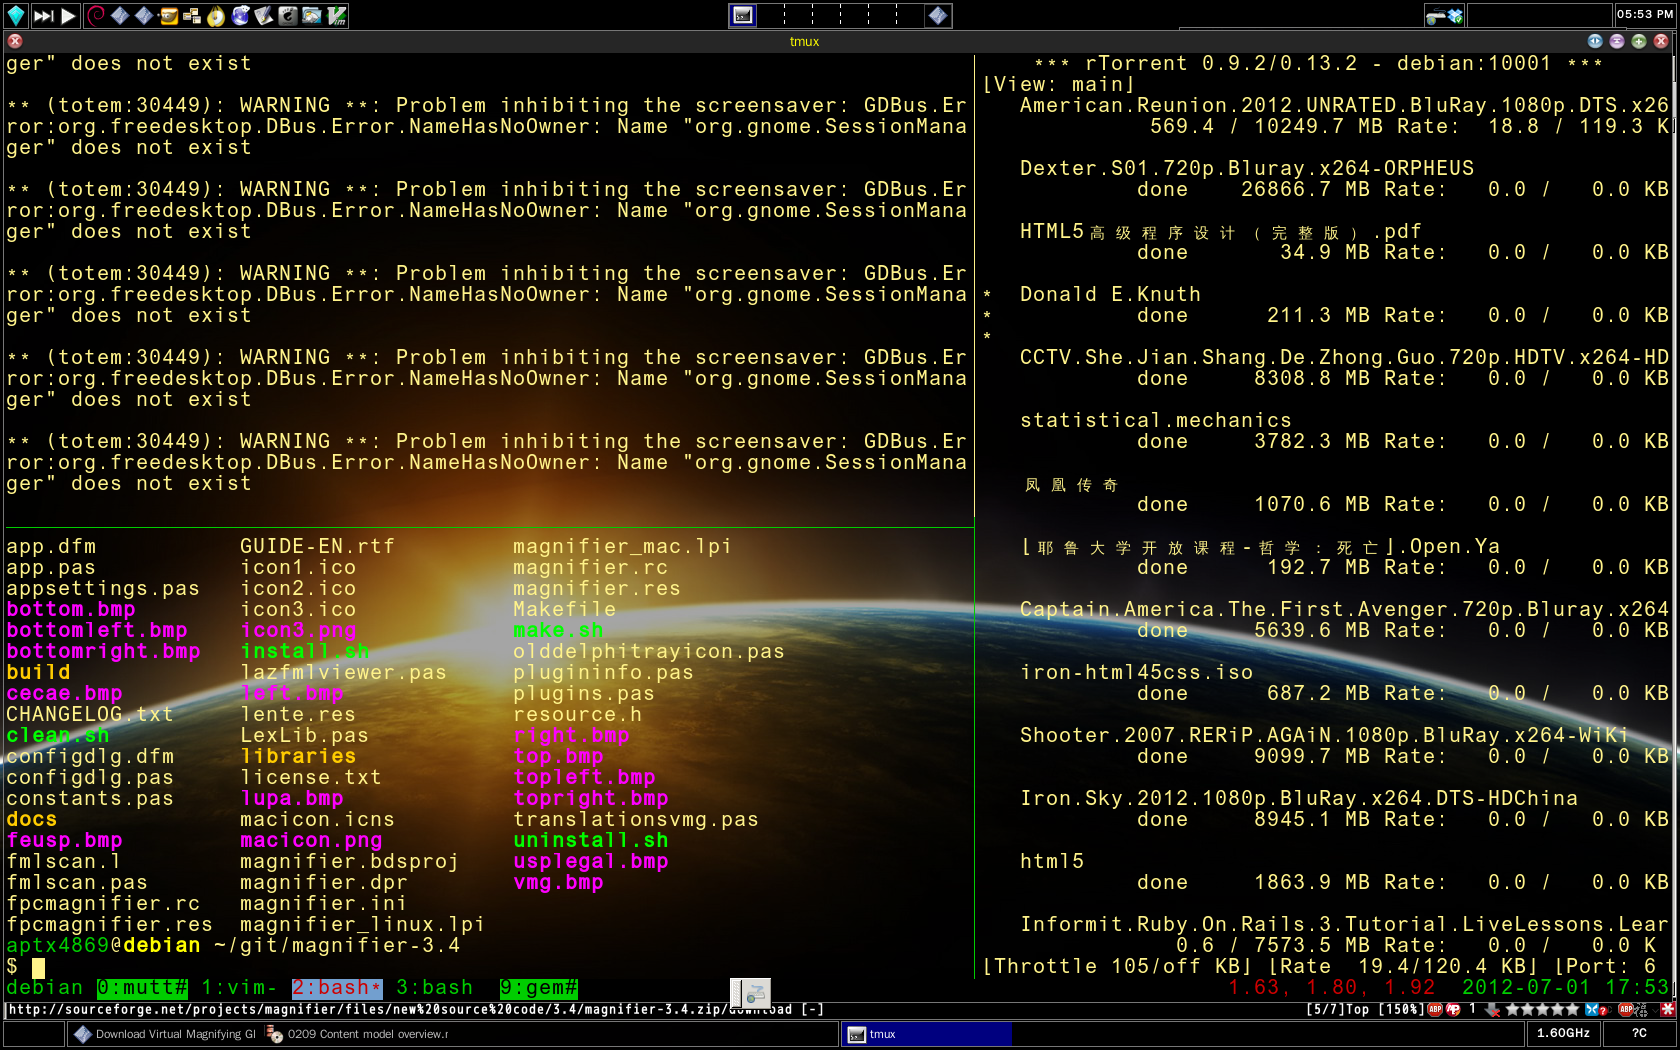 05:53 PM
tmux
ger" does not exist
** (totem:30449): WARNING **: Problem inhibiting the screensaver: GDBus.Er
ror:org.freedesktop.DBus.Error.NameHasNoOwner: Name "org.gnome.SessionMana
ger" does not exist
** (totem:30449): WARNING **: Problem inhibiting the screensaver: GDBus.Er
ror:org.freedesktop.DBus.Error.NameHasNoOwner: Name "org.gnome.SessionMana
ger" does not exist
** (totem:30449): WARNING **: Problem inhibiting the screensaver: GDBus.Er
ror:org.freedesktop.DBus.Error.NameHasNoOwner: Name "org.gnome.SessionMana
ger" does not exist
** (totem:30449): WARNING **: Problem inhibiting the screensaver: GDBus.Er
ror:org.freedesktop.DBus.Error.NameHasNoOwner: Name "org.gnome.SessionMana
ger" does not exist
** (totem:30449): WARNING **: Problem inhibiting the screensaver: GDBus.Er
ror:org.freedesktop.DBus.Error.NameHasNoOwner: Name "org.gnome.SessionMana
ger" does not exist
app.dfm GUIDE-EN.rtf magnifier_mac.lpi
app.pas icon1.ico magnifier.rc
appsettings.pas icon2.ico magnifier.res
bottom.bmp icon3.ico Makefile
bottomleft.bmp icon3.png make.sh
bottomright.bmp install.sh olddelphitrayicon.pas
build lazfmlviewer.pas plugininfo.pas
cecae.bmp left.bmp plugins.pas
CHANGELOG.txt lente.res resource.h
clean.sh LexLib.pas right.bmp
configdlg.dfm libraries top.bmp
configdlg.pas license.txt topleft.bmp
constants.pas lupa.bmp topright.bmp
docs macicon.icns translationsvmg.pas
feusp.bmp macicon.png uninstall.sh
fmlscan.l magnifier.bdsproj usplegal.bmp
fmlscan.pas magnifier.dpr vmg.bmp
fpcmagnifier.rc magnifier.ini
fpcmagnifier.res magnifier_linux.lpi
aptx4869@debian ~/git/magnifier-3.4
$
*** rTorrent 0.9.2/0.13.2 - debian:10001 ***
[View: main]
American.Reunion.2012.UNRATED.BluRay.1080p.DTS.x26
569.4 / 10249.7 MB Rate: 18.8 / 119.3 K
Dexter.S01.720p.Bluray.x264-ORPHEUS
done 26866.7 MB Rate: 0.0 / 0.0 KB
HTML5高级程序设计（完整版）.pdf
done 34.9 MB Rate: 0.0 / 0.0 KB
* Donald E.Knuth
* done 211.3 MB Rate: 0.0 / 0.0 KB
*
CCTV.She.Jian.Shang.De.Zhong.Guo.720p.HDTV.x264-HD
done 8308.8 MB Rate: 0.0 / 0.0 KB
statistical.mechanics
done 3782.3 MB Rate: 0.0 / 0.0 KB
凤凰传奇
done 1070.6 MB Rate: 0.0 / 0.0 KB
[耶鲁大学开放课程-哲学：死亡].Open.Ya
done 192.7 MB Rate: 0.0 / 0.0 KB
Captain.America.The.First.Avenger.720p.Bluray.x264
done 5639.6 MB Rate: 0.0 / 0.0 KB
iron-html45css.iso
done 687.2 MB Rate: 0.0 / 0.0 KB
Shooter.2007.RERiP.AGAiN.1080p.BluRay.x264-WiKi
done 9099.7 MB Rate: 0.0 / 0.0 KB
Iron.Sky.2012.1080p.BluRay.x264.DTS-HDChina
done 8945.1 MB Rate: 0.0 / 0.0 KB
html5
done 1863.9 MB Rate: 0.0 / 0.0 KB
Informit.Ruby.On.Rails.3.Tutorial.LiveLessons.Lear
0.6 / 7573.5 MB Rate: 0.0 / 0.0 K
[Throttle 105/off KB] [Rate 19.4/120.4 KB] [Port: 6
debian 0:mutt# 1:vim- 2:bash* 3:bash 9:gem# 1.63, 1.80, 1.92 2012-07-01 17:53
http://sourceforge.net/projects/magnifier/files/new%20source%20code/3.4/magnifier-3.4.zip/download [-] [5/7]Top [150%] ABP 1 ABP
Download Virtual Magnifying Gl 0209 Content model overview.r tmux 1.60GHz ?C